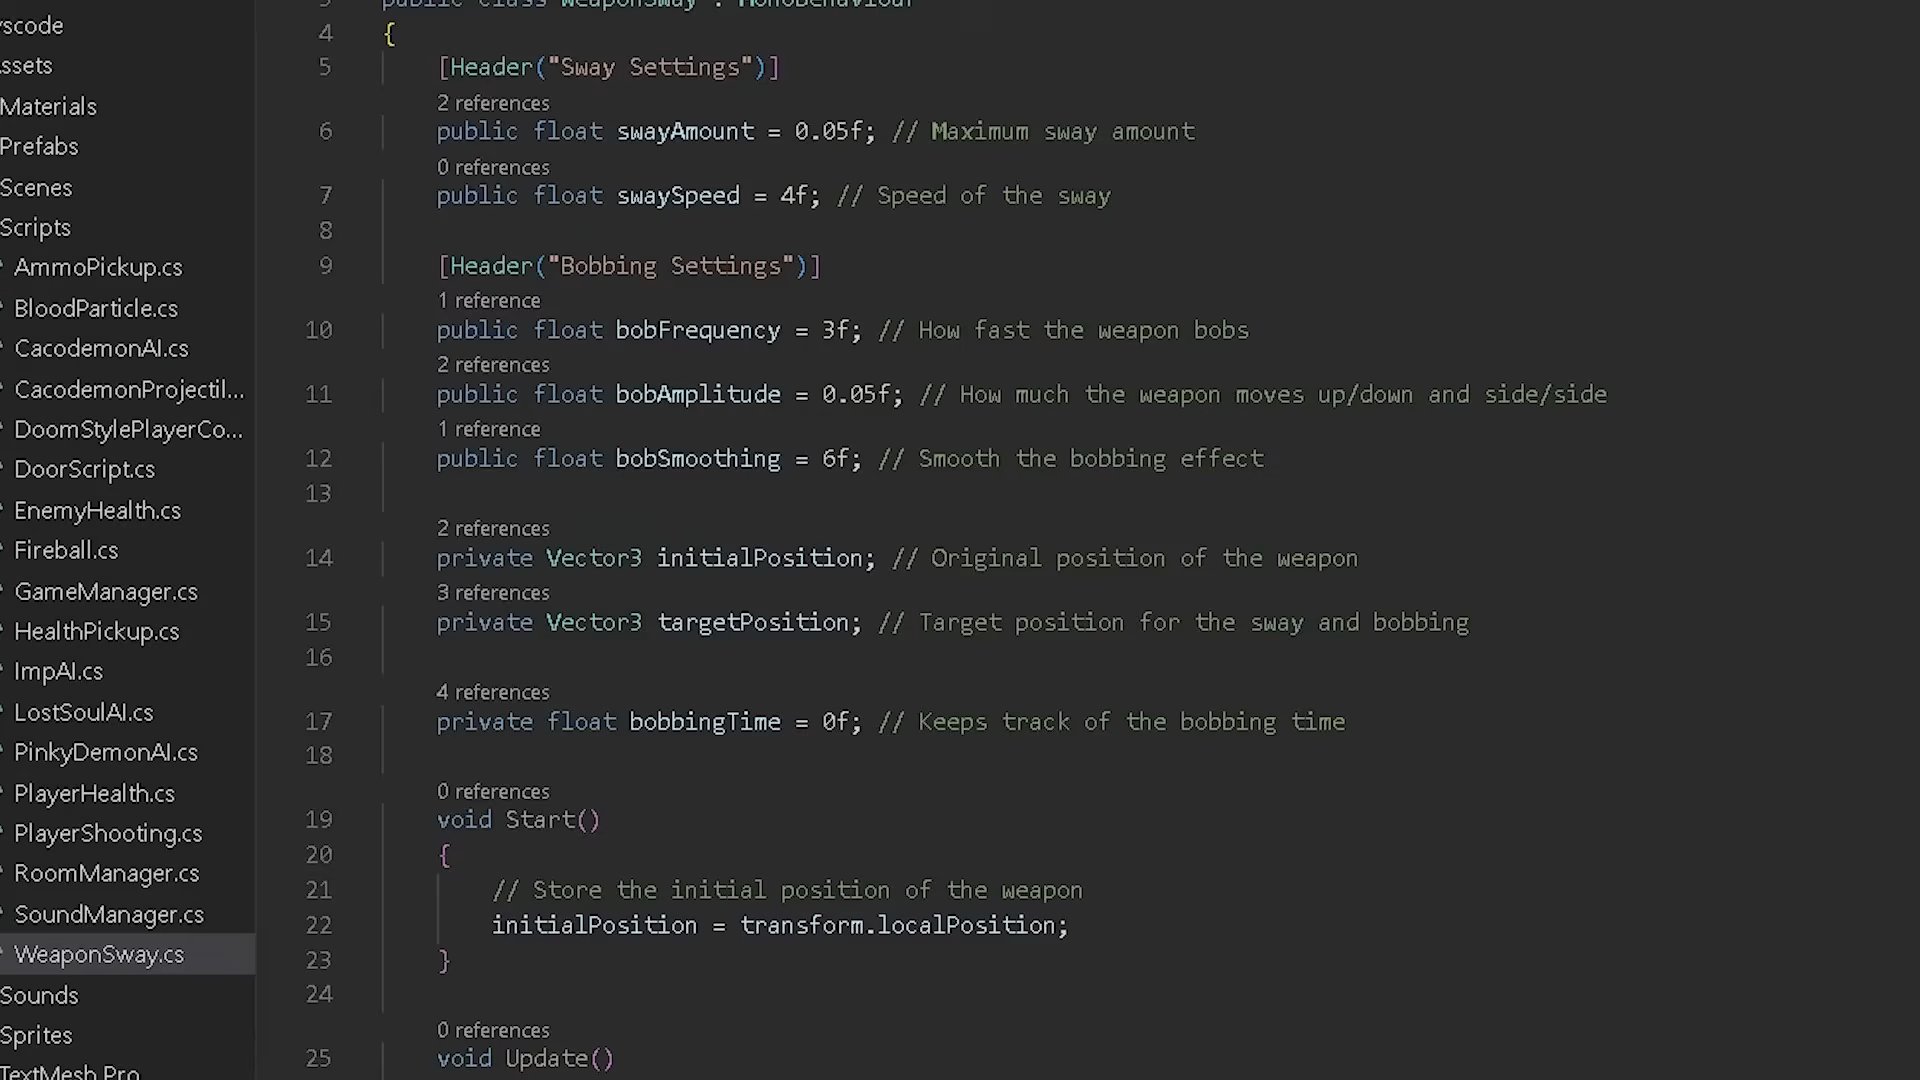 vscode
Assets
Materials
Prefabs
Scenes
Scripts
AmmoPickup.cs
BloodParticle.cs
CacodemonAI.cs
CacodemonProjectil...
DoomStylePlayerCo...
DoorScript.cs
EnemyHealth.cs
Fireball.cs
GameManager.cs
HealthPickup.cs
ImpAI.cs
LostSoulAI.cs
PinkyDemonAI.cs
PlayerHealth.cs
PlayerShooting.cs
RoomManager.cs
SoundManager.cs
WeaponSway.cs
Sounds
Sprites
TextMesh Pro
3 public class WeaponSway : MonoBehaviour
4 {
5 [Header("Sway Settings")]
2 references
6 public float swayAmount = 0.05f; // Maximum sway amount
0 references
7 public float swaySpeed = 4f; // Speed of the sway
8
9 [Header("Bobbing Settings")]
1 reference
10 public float bobFrequency = 3f; // How fast the weapon bobs
2 references
11 public float bobAmplitude = 0.05f; // How much the weapon moves up/down and side/side
1 reference
12 public float bobSmoothing = 6f; // Smooth the bobbing effect
13
2 references
14 private Vector3 initialPosition; // Original position of the weapon
3 references
15 private Vector3 targetPosition; // Target position for the sway and bobbing
16
4 references
17 private float bobbingTime = 0f; // Keeps track of the bobbing time
18
0 references
19 void Start()
20 {
21 // Store the initial position of the weapon
22 initialPosition = transform.localPosition;
23 }
24
0 references
25 void Update()